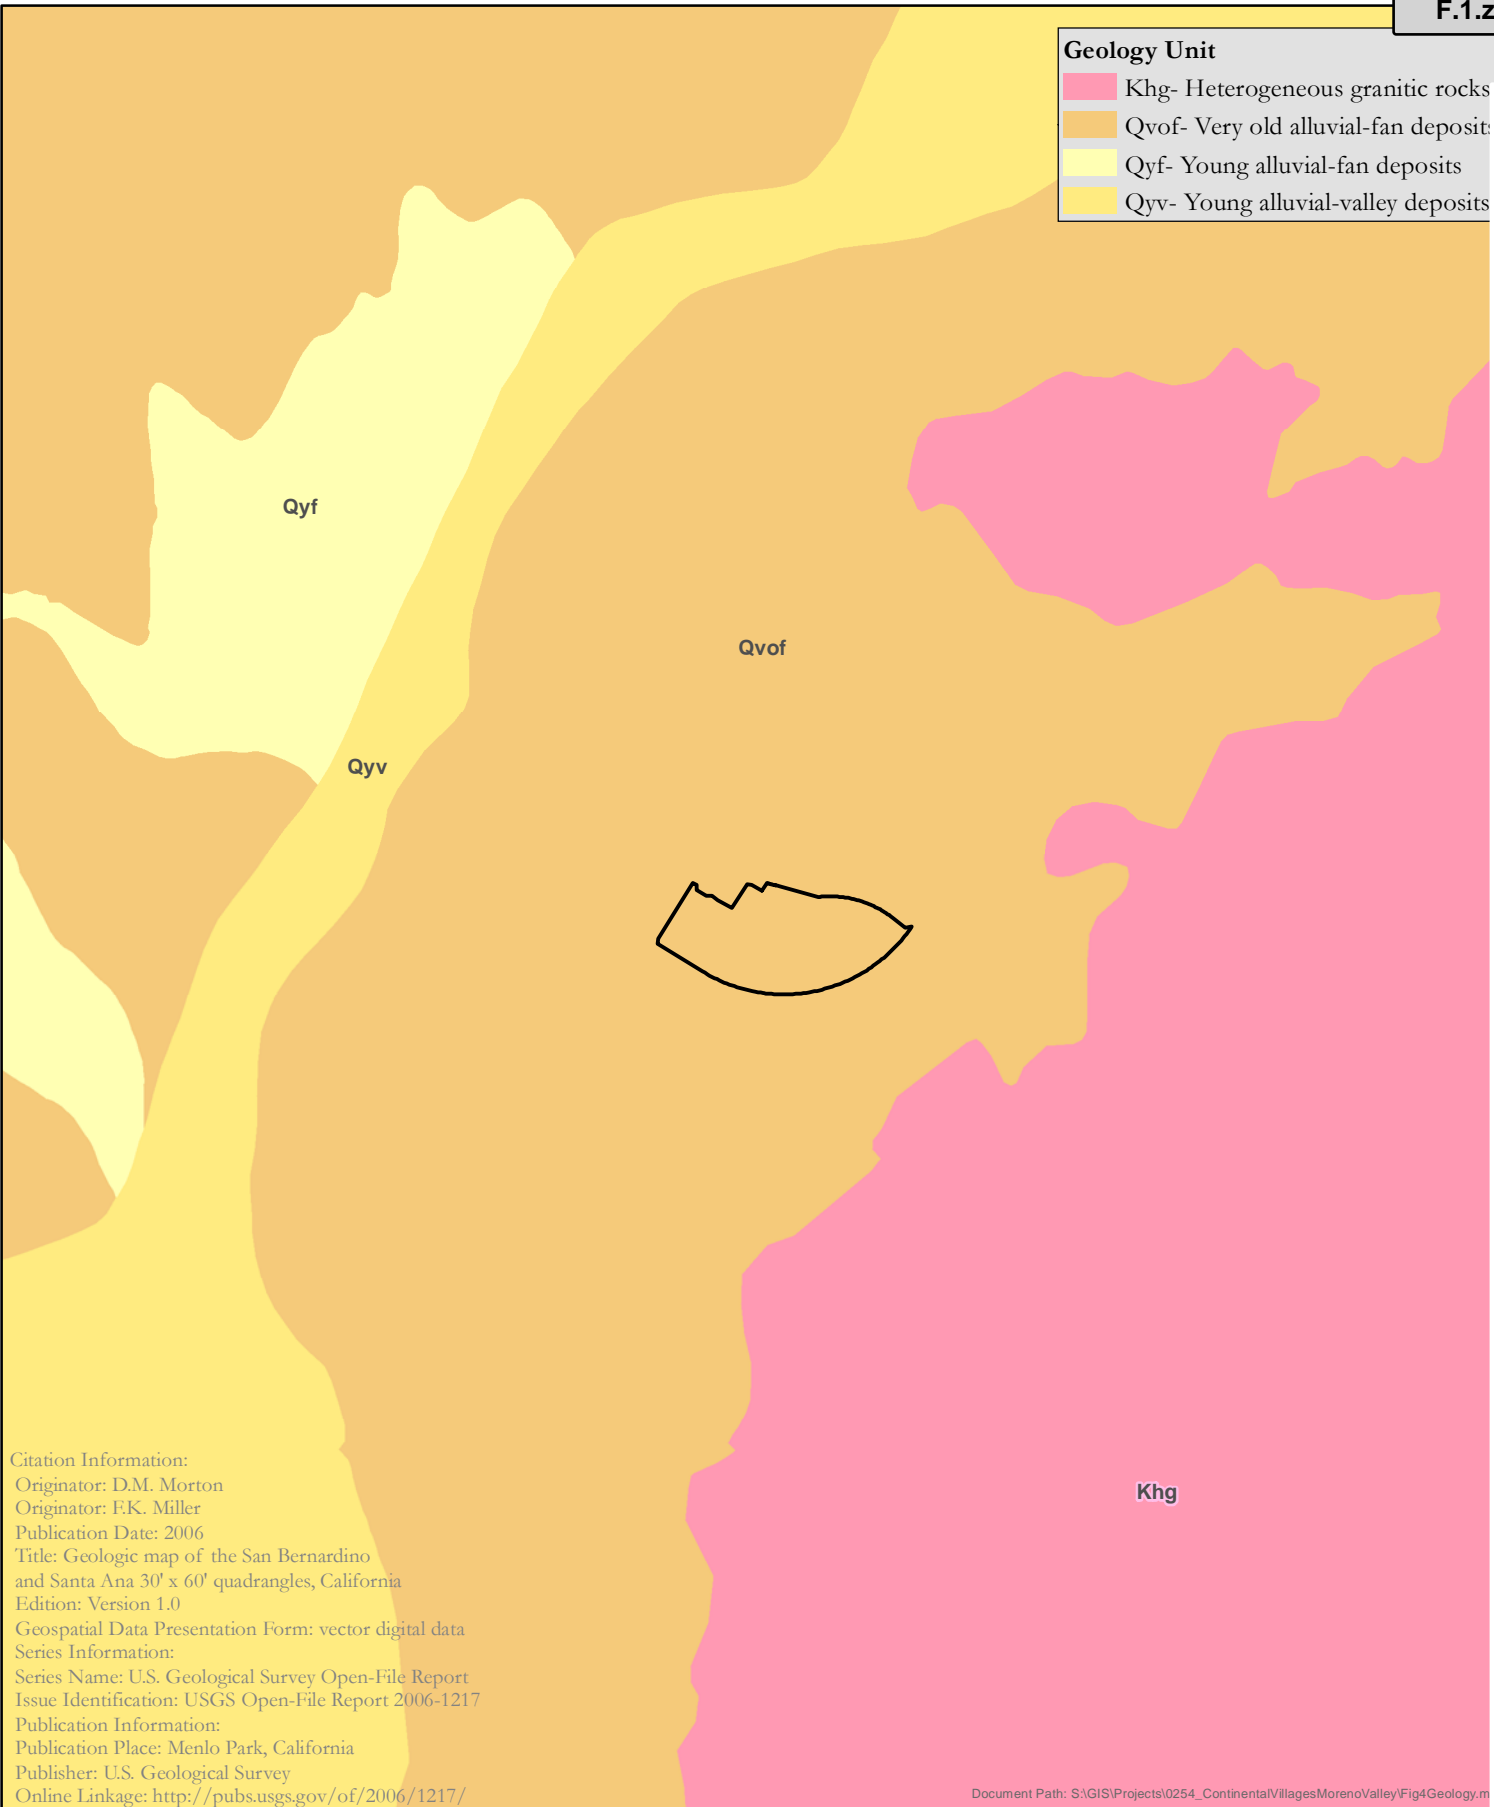 F.1.z
Geology Unit
Khg- Heterogeneous granitic rocks
Qvof- Very old alluvial-fan deposits
Qyf- Young alluvial-fan deposits
Qyv- Young alluvial-valley deposits
Qyf
Qvof
Qyv
Khg
Citation Information:
Originator: D.M. Morton
Originator: F.K. Miller
Publication Date: 2006
Title: Geologic map of the San Bernardino
and Santa Ana 30' x 60' quadrangles, California
Edition: Version 1.0
Geospatial Data Presentation Form: vector digital data
Series Information:
Series Name: U.S. Geological Survey Open-File Report
Issue Identification: USGS Open-File Report 2006-1217
Publication Information:
Publication Place: Menlo Park, California
Publisher: U.S. Geological Survey
Online Linkage: http://pubs.usgs.gov/of/2006/1217/
Document Path: S:\GIS\Projects\0254_ContinentalVillagesMorenoValley\Fig4Geology.m